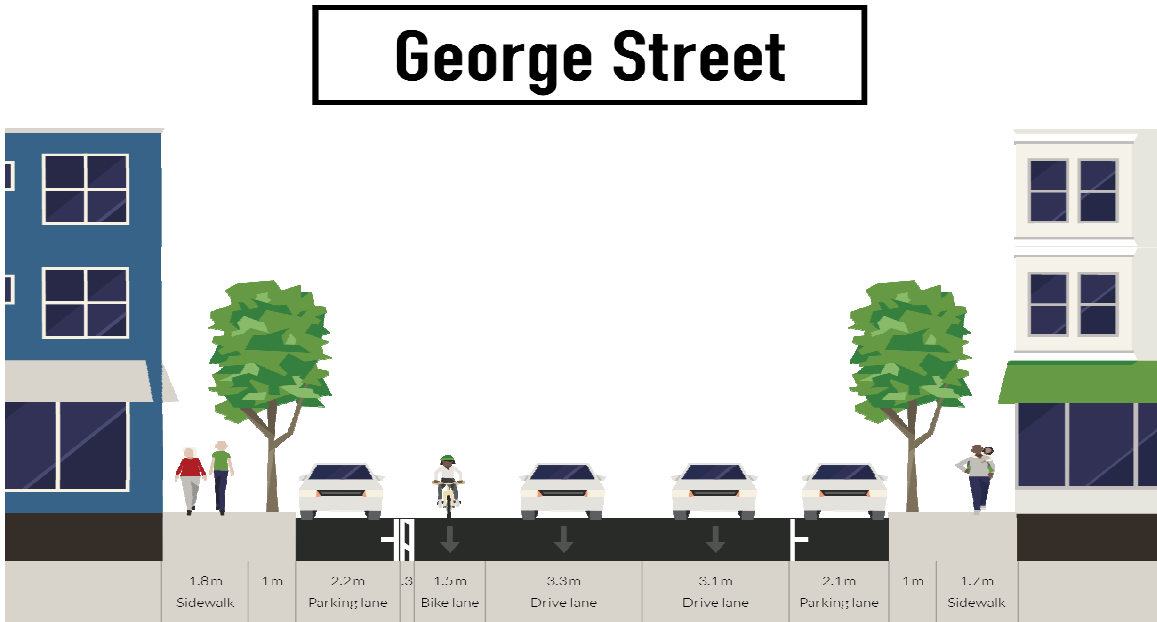 George Street
1.8m 1m 2.2m .3 1.5m 3.3m 3.1m 2.1m 1m 1.7m
Sidewalk Parking lane Bike lane Drive lane Drive lane Parking lane Sidewalk